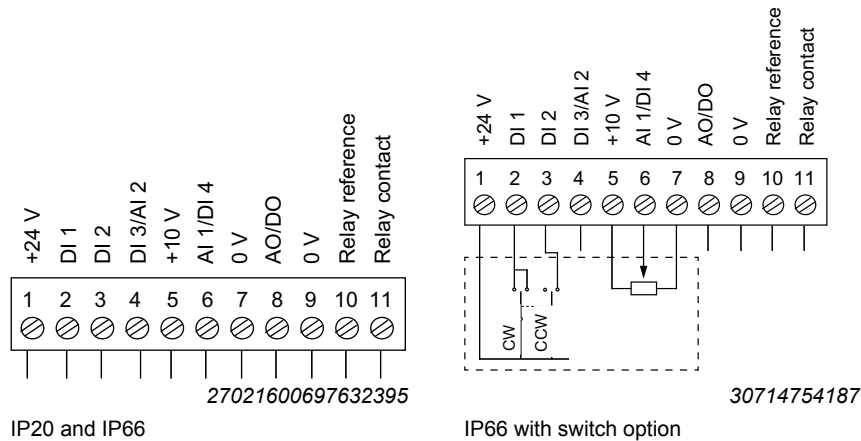 +24 V
DI 1
DI 2
DI 3/AI 2
+10 V
AI 1/DI 4
0 V
AO/DO
0 V
Relay reference
Relay contact
1 2 3 4 5 6 7 8 9 10 11
27021600697632395
IP20 and IP66
+24 V
DI 1
DI 2
DI 3/AI 2
+10 V
AI 1/DI 4
0 V
AO/DO
0 V
Relay reference
Relay contact
1 2 3 4 5 6 7 8 9 10 11
CW
CCW
30714754187
IP66 with switch option